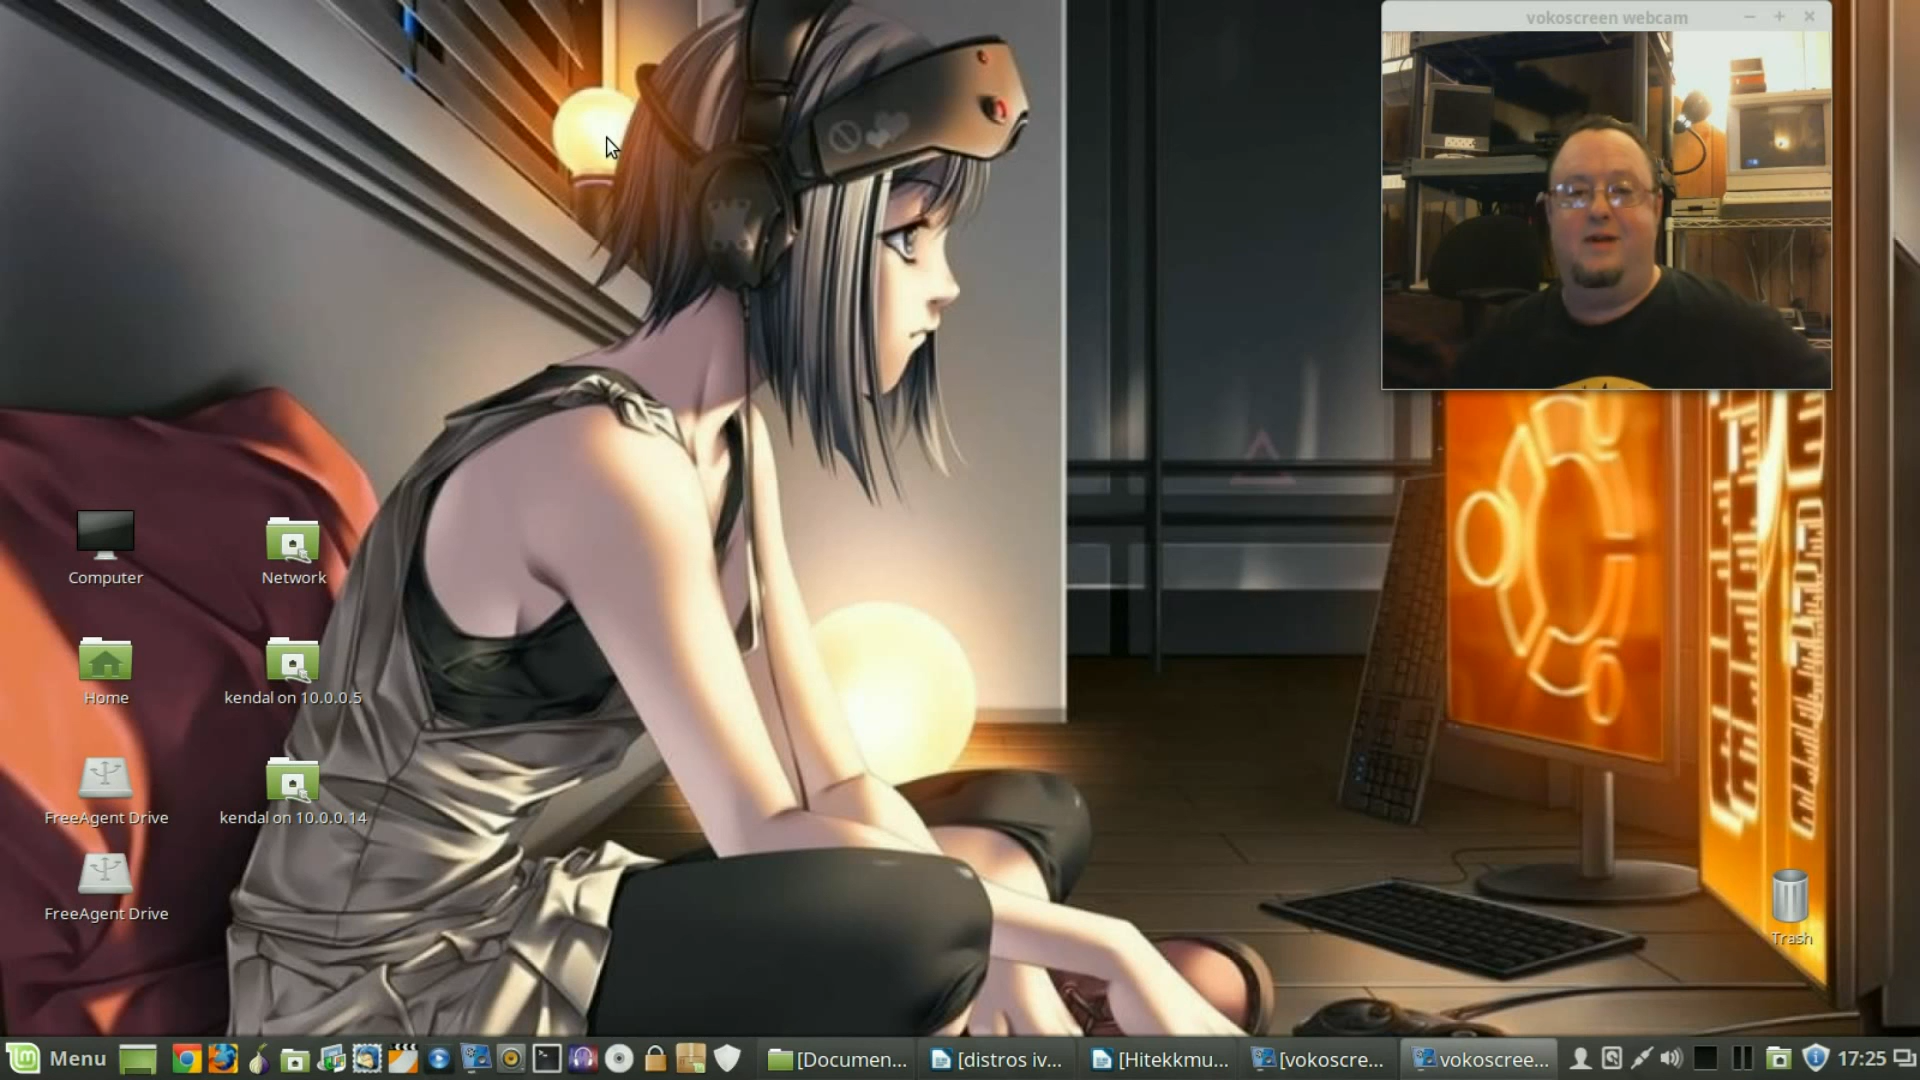 vokoscreen webcam
Computer
Network
Home
kendal on 10.0.0.5
FreeAgent Drive
kendal on 10.0.0.14
FreeAgent Drive
Trash
Menu
[Documen...
[distros iv...
[Hitekkmu...
[vokoscre...
vokoscree...
17:25